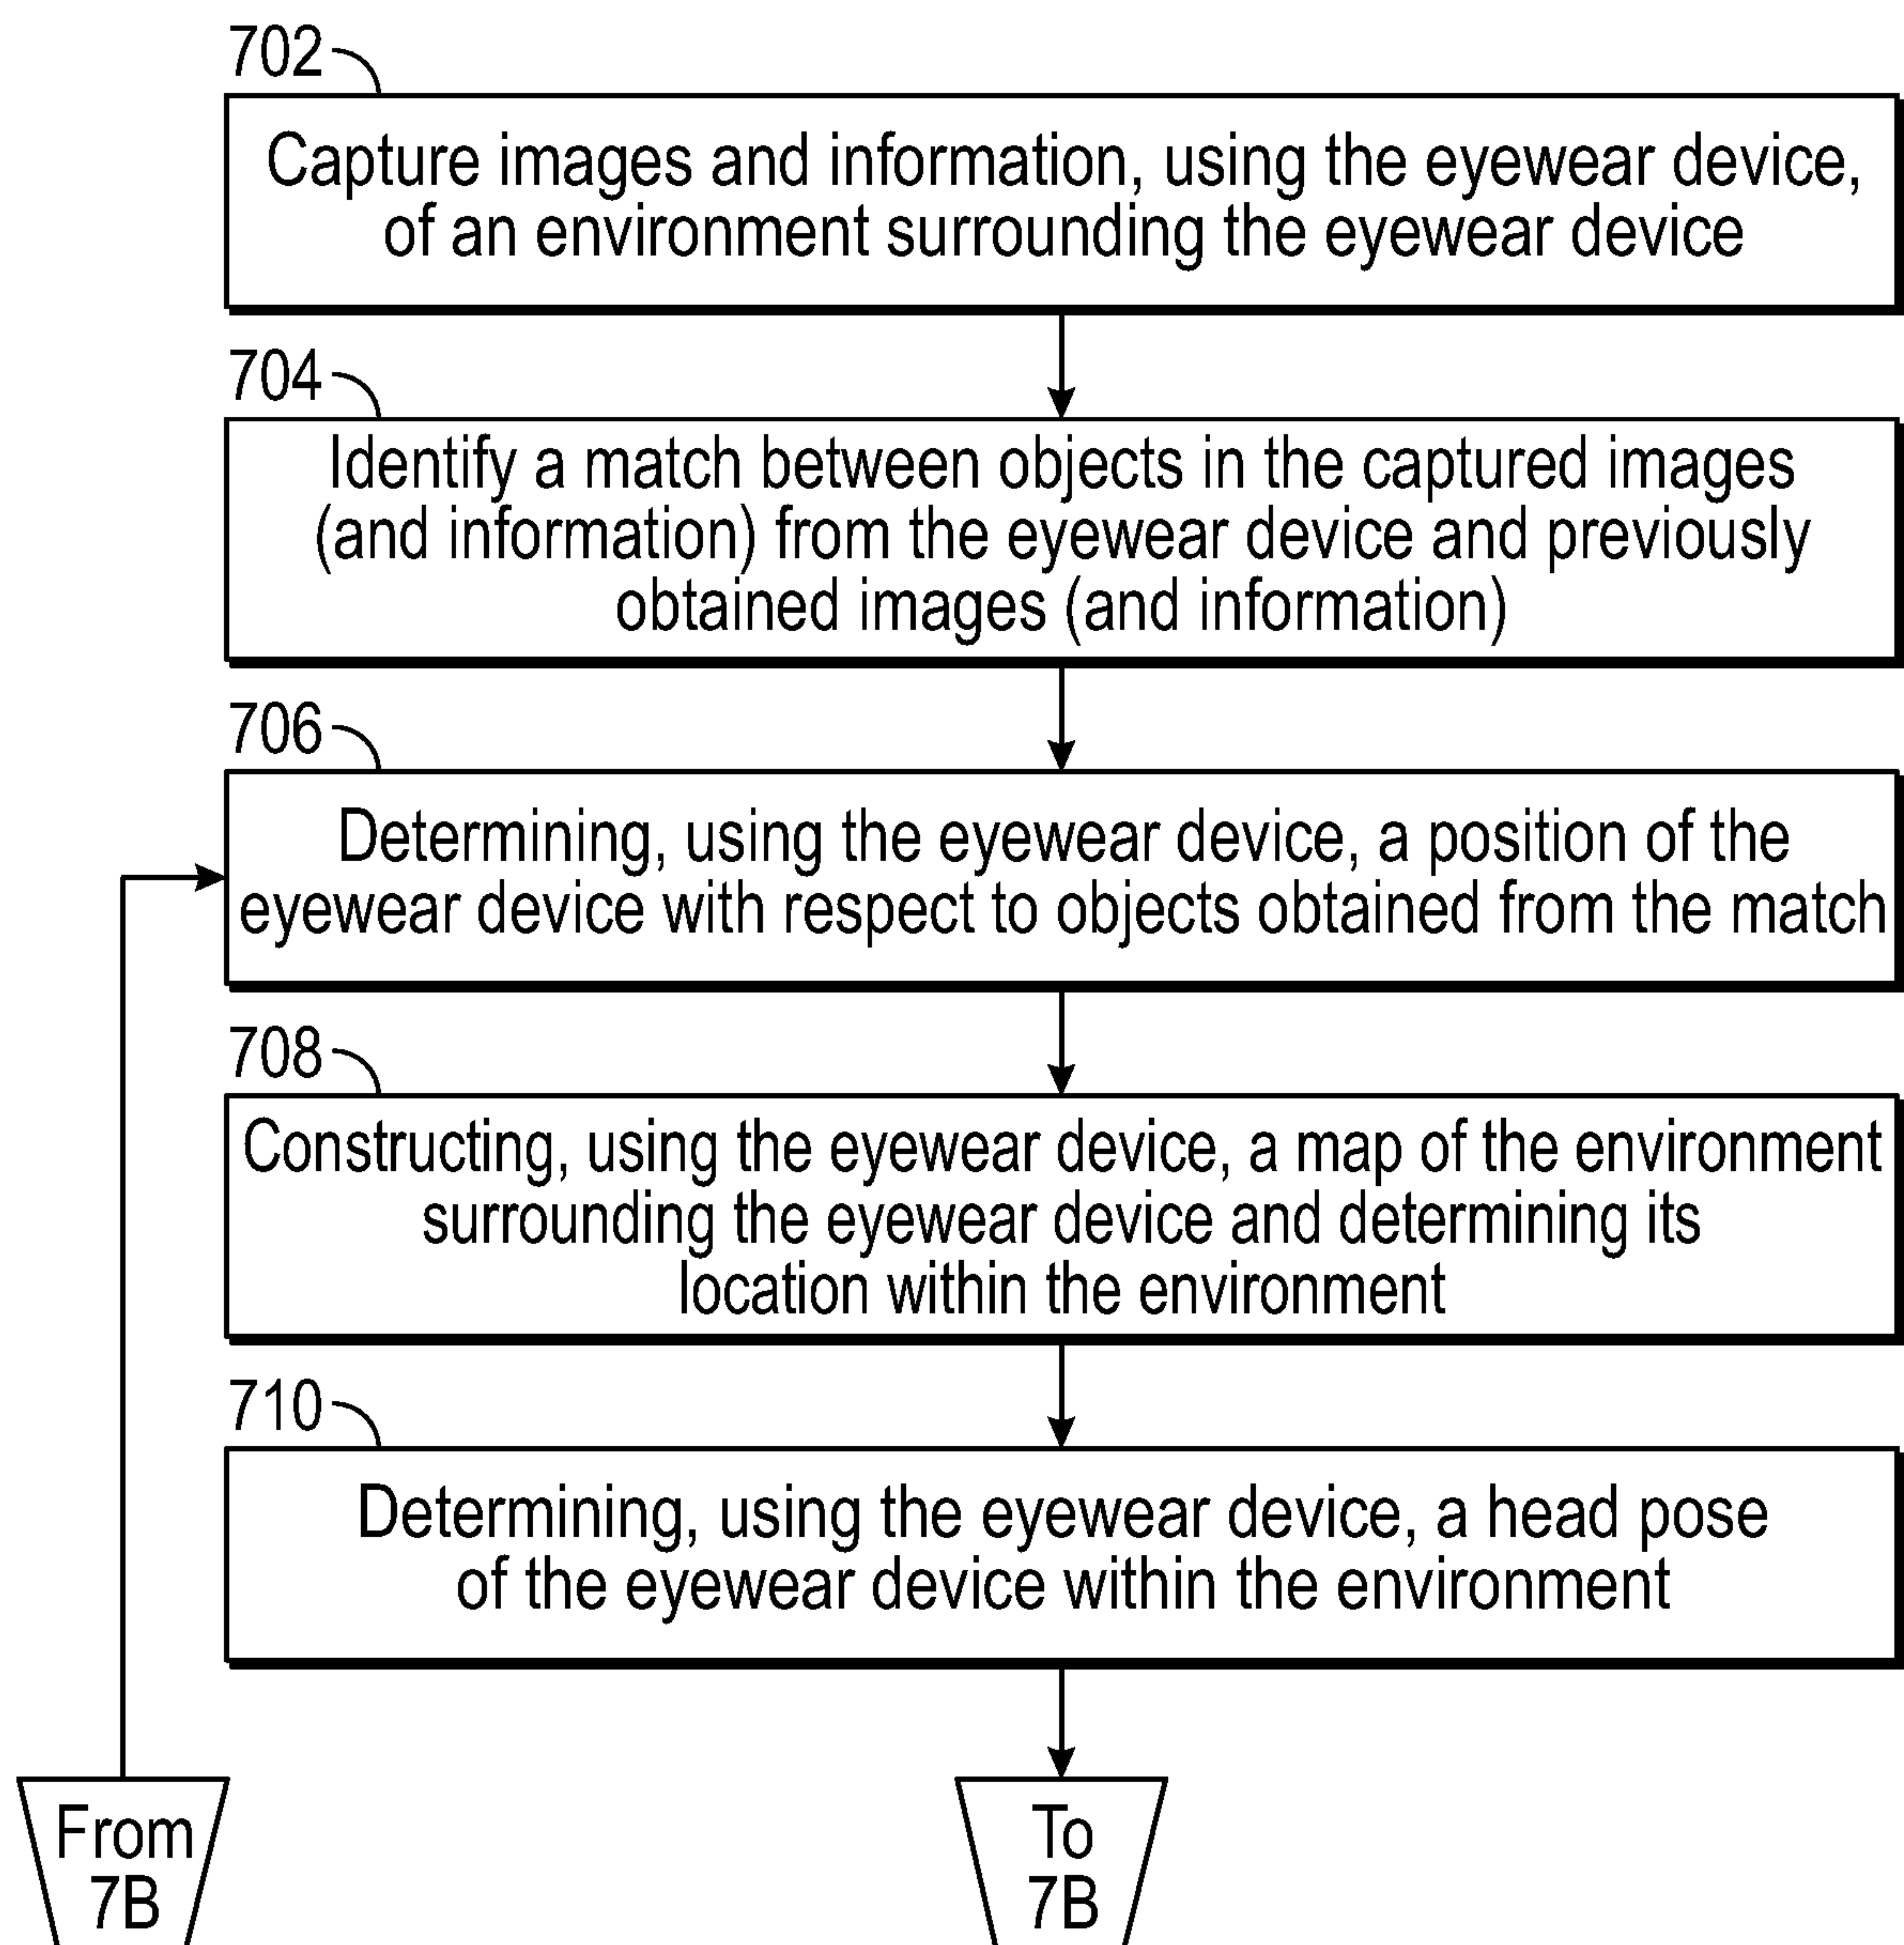 702
Capture images and information, using the eyewear device,
of an environment surrounding the eyewear device
704
Identify a match between objects in the captured images
(and information) from the eyewear device and previously
obtained images (and information)
706
Determining, using the eyewear device, a position of the
eyewear device with respect to objects obtained from the match
708
Constructing, using the eyewear device, a map of the environment
surrounding the eyewear device and determining its
location within the environment
710
Determining, using the eyewear device, a head pose
of the eyewear device within the environment
From
7B
To
7B